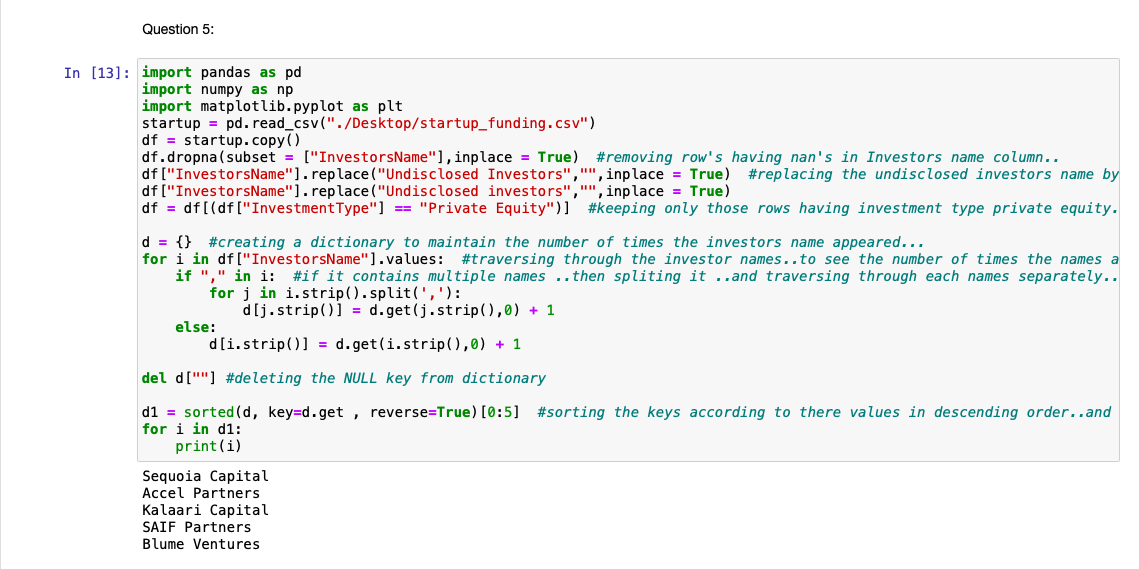 Question 5:
In [13]: import pandas as pd
import numpy as np
import matplotlib.pyplot as plt
startup = pd.read_csv("./Desktop/startup_funding.csv")
df = startup.copy()
df.dropna(subset = ["InvestorsName"],inplace = True)  #removing row's having nan's in Investors name column..
df["InvestorsName"].replace("Undisclosed Investors","",inplace = True)  #replacing the undisclosed investors name by
df["InvestorsName"].replace("Undisclosed investors","",inplace = True)
df = df[(df["InvestmentType"] == "Private Equity")]  #keeping only those rows having investment type private equity.
d = {}  #creating a dictionary to maintain the number of times the investors name appeared...
for i in df["InvestorsName"].values:  #traversing through the investor names..to see the number of times the names a
    if "," in i:  #if it contains multiple names ..then spliting it ..and traversing through each names separately..
        for j in i.strip().split(','):
            d[j.strip()] = d.get(j.strip(),0) + 1
    else:
        d[i.strip()] = d.get(i.strip(),0) + 1
del d[""] #deleting the NULL key from dictionary
d1 = sorted(d, key=d.get , reverse=True)[0:5]  #sorting the keys according to there values in descending order..and
for i in d1:
    print(i)
Sequoia Capital
Accel Partners
Kalaari Capital
SAIF Partners
Blume Ventures